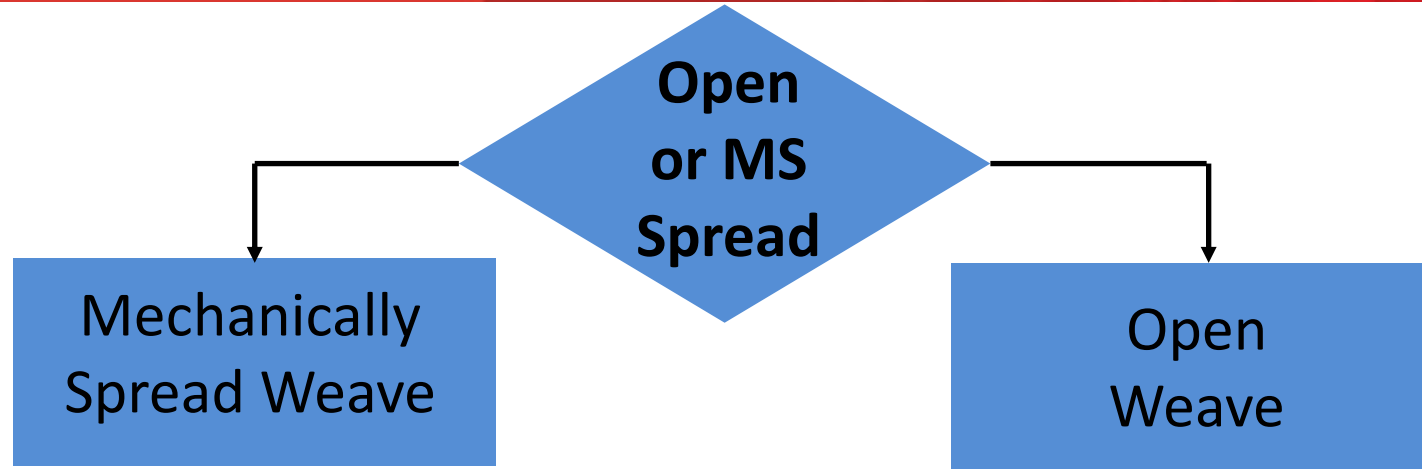 Open
or MS
Spread
Mechanically
Spread Weave
Open
Weave